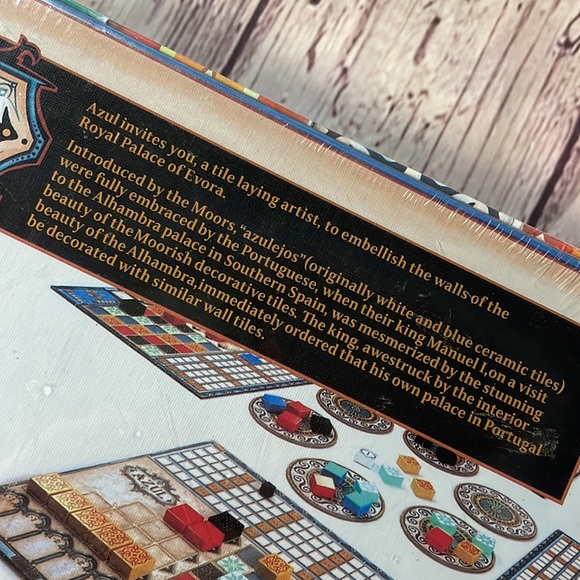 Azul invites you, a tile laying artist, to embellish the walls of the
Royal Palace of Evora.
Introduced by the Moors, "azulejos"(originally white and blue ceramic tiles)
were fully embraced by the Portuguese, when their king Manuel I,on a visit
to the Alhambra palace in Southern Spain, was mesmerized by the stunning
beauty of the Moorish decorative tiles. The king, awestruck by the interior
beauty of the Alhambra,immediately ordered that his own palace in Portugal
be decorated with similar wall tiles.
AZUL